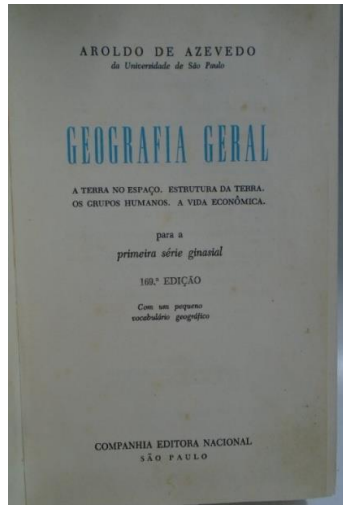 AROLDO DE AZEVEDO
da Universidade de São Paulo
GEOGRAFIA GERAL
A TERRA NO ESPAÇO. ESTRUTURA DA TERRA.
OS GRUPOS HUMANOS. A VIDA ECONÔMICA.
para a
primeira série ginasial
169.ª EDIÇÃO
Com um pequeno
vocabulário geográfico
COMPANHIA EDITORA NACIONAL
SÃO PAULO